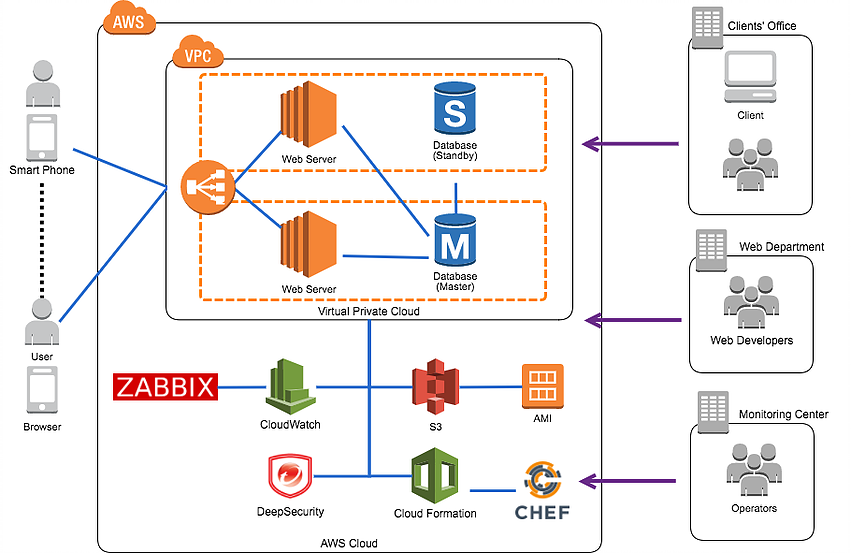 AWS
VPC
Clients' Office
Client
Smart Phone
Web Server
S
Database
(Standby)
Web Department
Web Developers
Web Server
M
Database
(Master)
Virtual Private Cloud
User
Browser
ZABBIX
CloudWatch
S3
AMI
Monitoring Center
Operators
DeepSecurity
Cloud Formation
CHEF
AWS Cloud